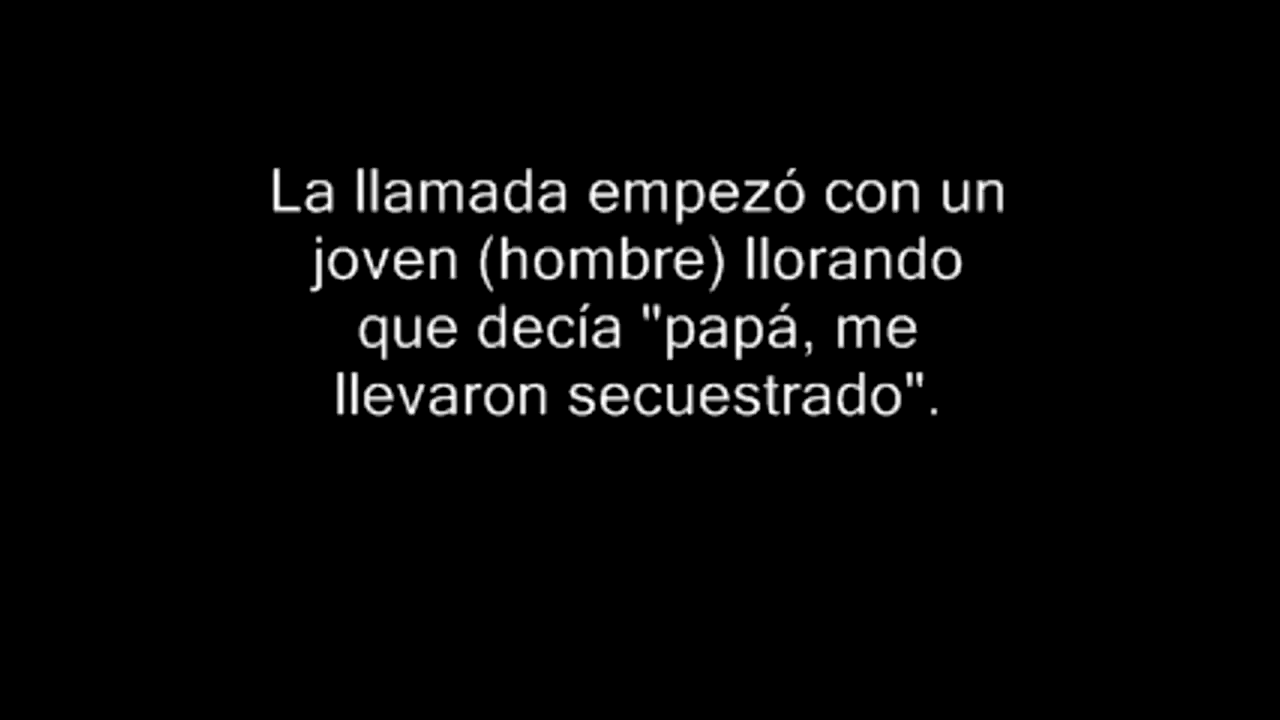 La llamada empezó con un
joven (hombre) llorando
que decía "papá, me
llevaron secuestrado".